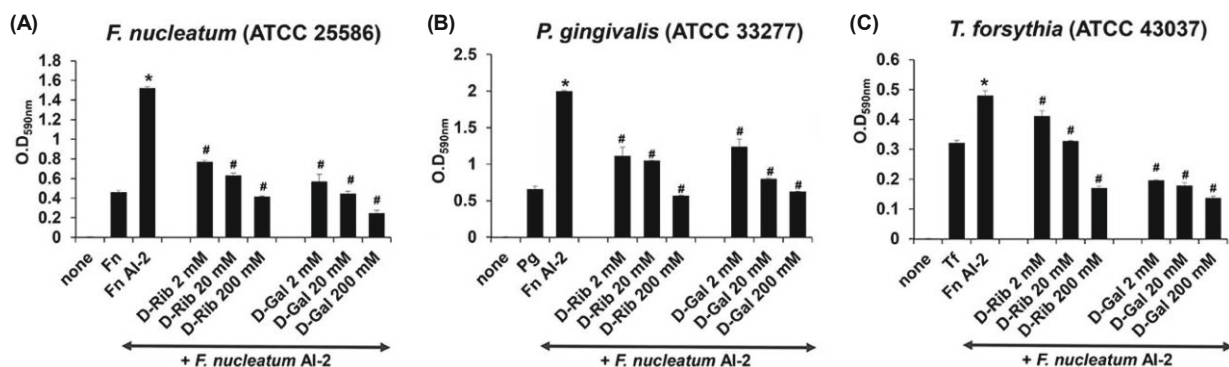 (A)
F. nucleatum (ATCC 25586)
O.D590nm
1.8
1.6
1.4
1.2
1
0.8
0.6
0.4
0.2
0
*
#
#
#
#
#
#
none
Fn
Fn AI-2
D-Rib 2 mM
D-Rib 20 mM
D-Rib 200 mM
D-Gal 2 mM
D-Gal 20 mM
D-Gal 200 mM
+ F. nucleatum AI-2
(B)
P. gingivalis (ATCC 33277)
O.D590nm
2.5
2
1.5
1
0.5
0
*
#
#
#
#
#
#
none
Pg
Fn AI-2
D-Rib 2 mM
D-Rib 20 mM
D-Rib 200 mM
D-Gal 2 mM
D-Gal 20 mM
D-Gal 200 mM
+ F. nucleatum AI-2
(C)
T. forsythia (ATCC 43037)
O.D590nm
0.6
0.5
0.4
0.3
0.2
0.1
0
*
#
#
#
#
#
#
none
Tf
Fn AI-2
D-Rib 2 mM
D-Rib 20 mM
D-Rib 200 mM
D-Gal 2 mM
D-Gal 20 mM
D-Gal 200 mM
+ F. nucleatum AI-2